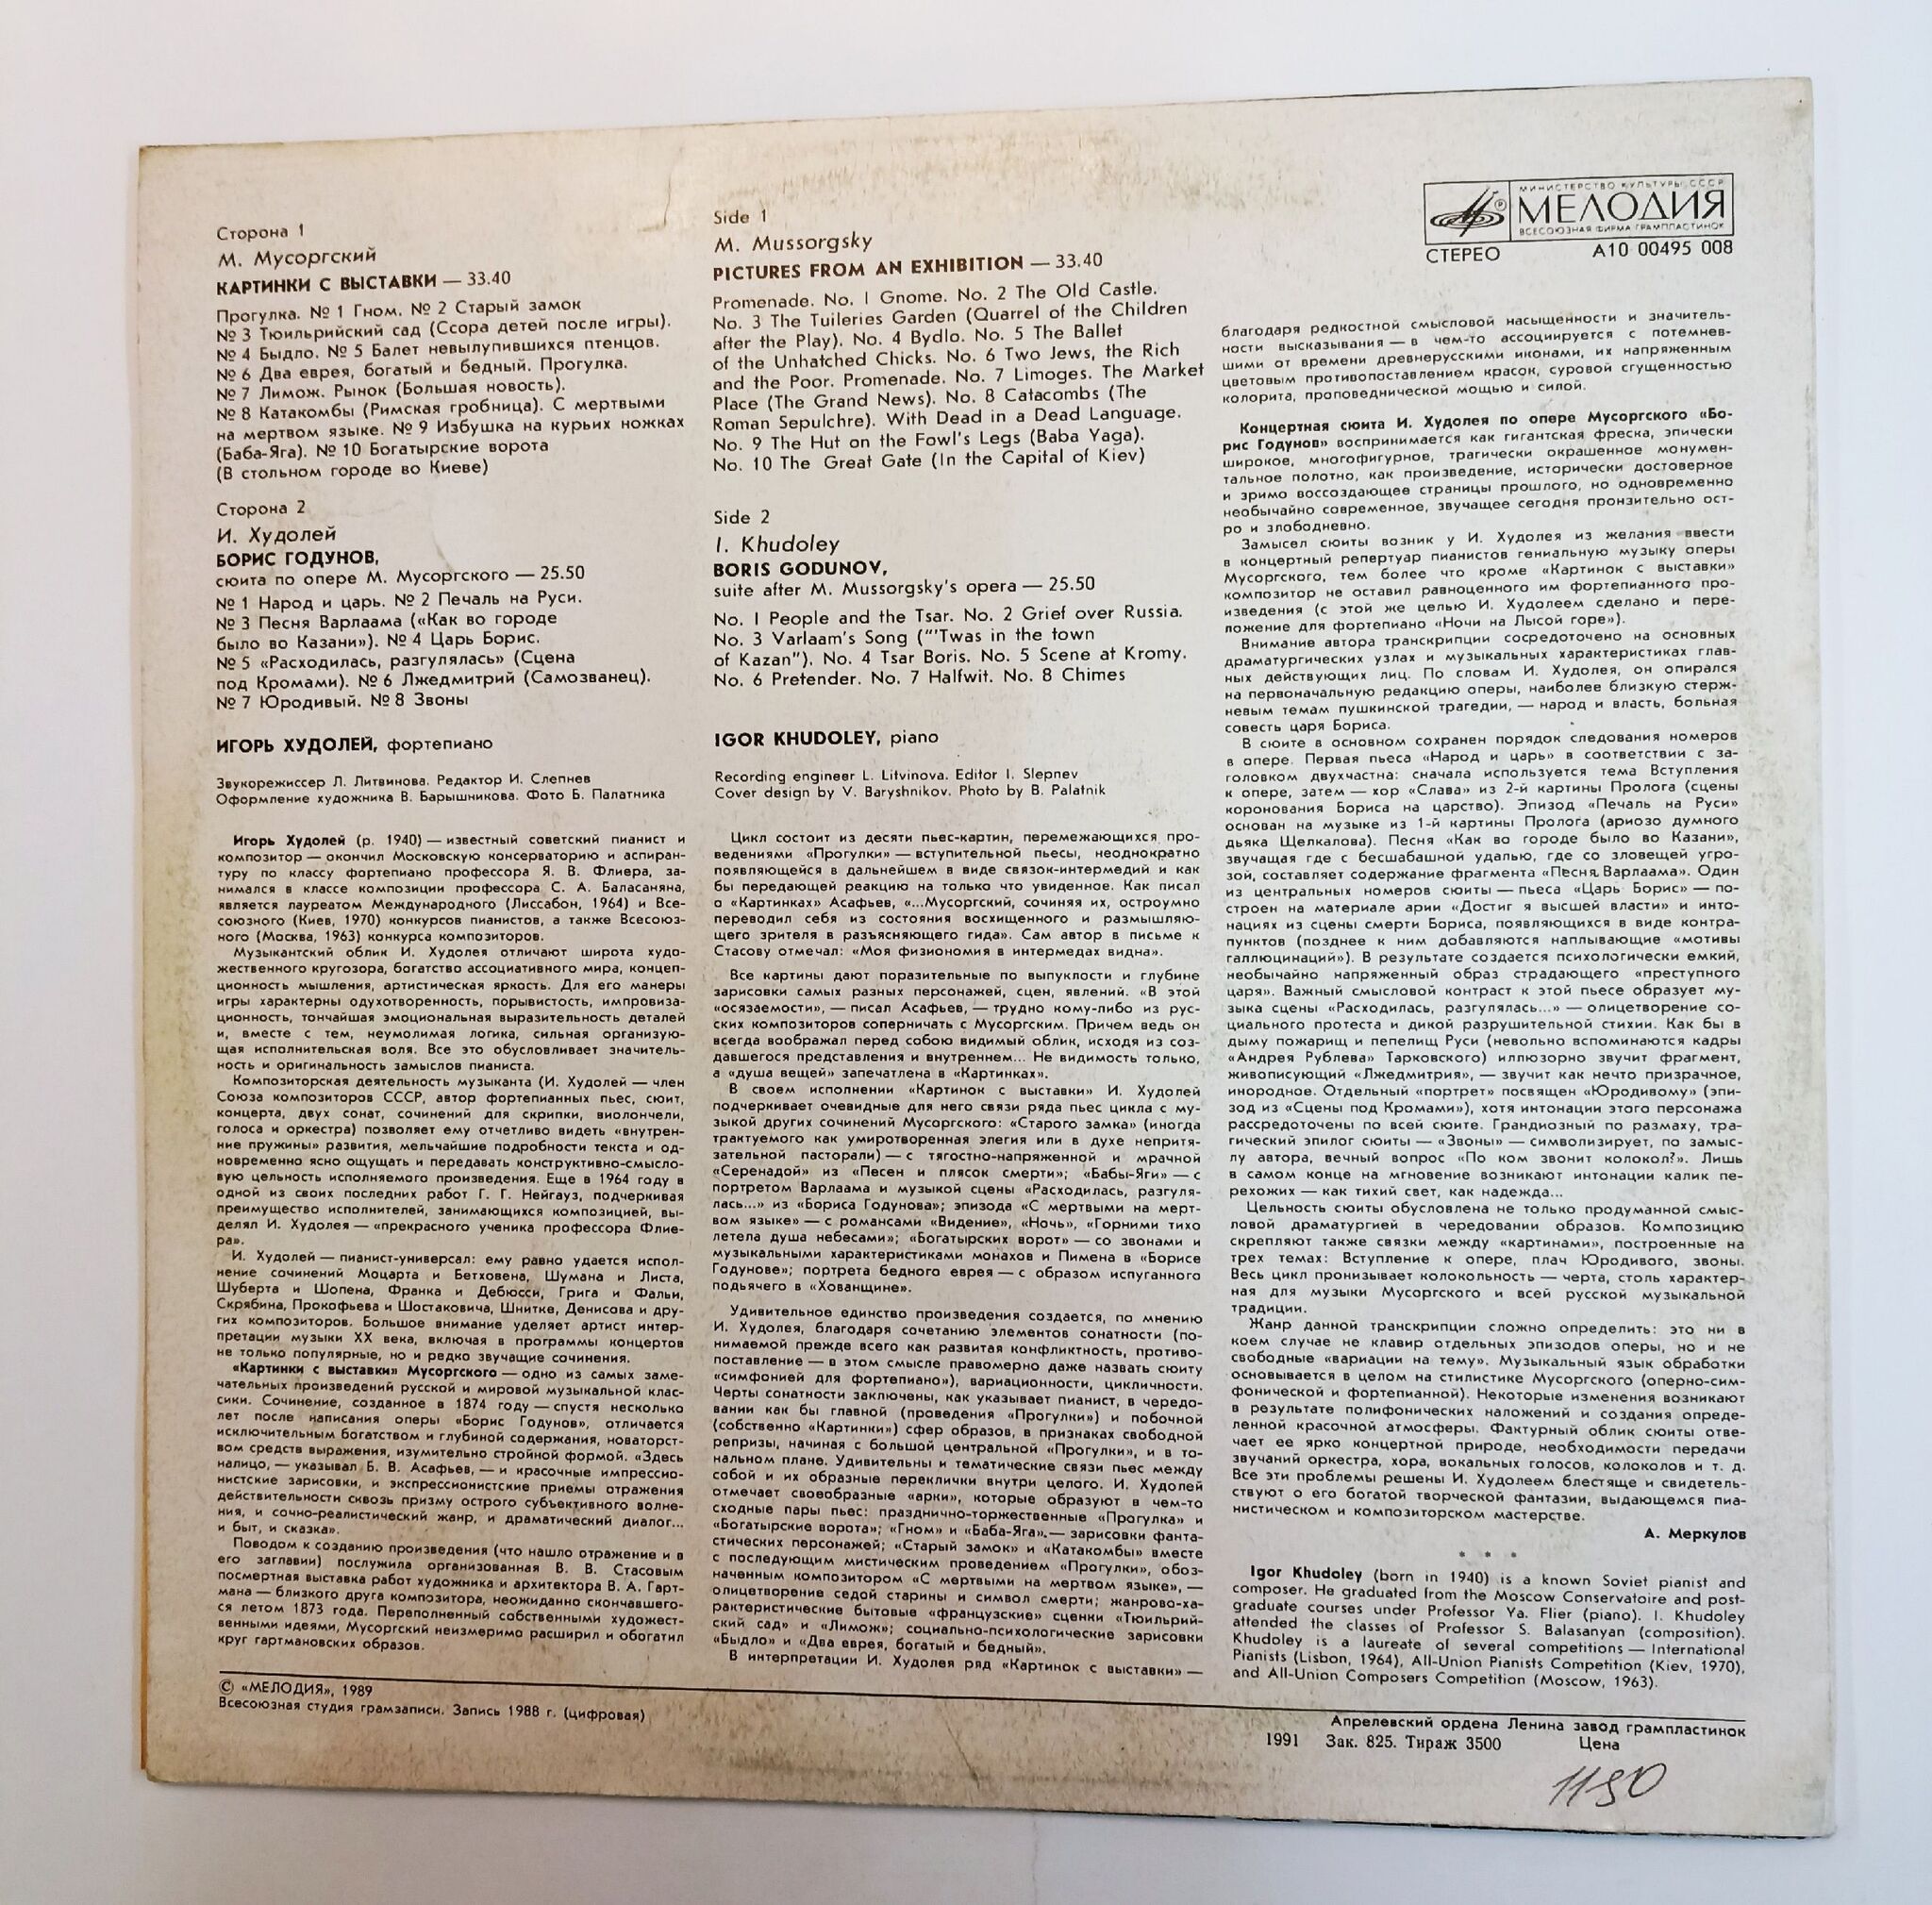 Сторона 1
М. Мусоргский
КАРТИНКИ С ВЫСТАВКИ — 33.40
Прогулка. № 1 Гном. № 2 Старый замок
№ 3 Тюильрийский сад (Ссора детей после игры).
№ 4 Быдло. № 5 Балет невылупившихся птенцов.
№ 6 Два еврея, богатый и бедный. Прогулка.
№ 7 Лимож. Рынок (Большая новость).
№ 8 Катакомбы (Римская гробница). С мертвыми
на мертвом языке. № 9 Избушка на курьих ножках
(Баба-Яга). № 10 Богатырские ворота
(В стольном городе во Киеве)
Сторона 2
И. Худолей
БОРИС ГОДУНОВ,
сюита по опере М. Мусоргского — 25.50
№ 1 Народ и царь. № 2 Печаль на Руси.
№ 3 Песня Варлаама («Как во городе
было во Казани»). № 4 Царь Борис.
№ 5 «Расходилась, разгулялась» (Сцена
под Кромами). № 6 Лжедмитрий (Самозванец).
№ 7 Юродивый. № 8 Звоны
ИГОРЬ ХУДОЛЕЙ, фортепиано
Звукорежиссер Л. Литвинова. Редактор И. Слепнев
Оформление художника В. Барышникова. Фото Б. Палатника
Side 1
M. Mussorgsky
PICTURES FROM AN EXHIBITION — 33.40
Promenade. No. 1 Gnome. No. 2 The Old Castle.
No. 3 The Tuileries Garden (Quarrel of the Children
after the Play). No. 4 Bydlo. No. 5 The Ballet
of the Unhatched Chicks. No. 6 Two Jews, the Rich
and the Poor. Promenade. No. 7 Limoges. The Market
Place (The Grand News). No. 8 Catacombs (The
Roman Sepulchre). With Dead in a Dead Language.
No. 9 The Hut on the Fowl's Legs (Baba Yaga).
No. 10 The Great Gate (In the Capital of Kiev)
Side 2
I. Khudoley
BORIS GODUNOV,
suite after M. Mussorgsky's opera — 25.50
No. 1 People and the Tsar. No. 2 Grief over Russia.
No. 3 Varlaam's Song ("'Twas in the town
of Kazan"). No. 4 Tsar Boris. No. 5 Scene at Kromy.
No. 6 Pretender. No. 7 Halfwit. No. 8 Chimes
IGOR KHUDOLEY, piano
Recording engineer L. Litvinova. Editor I. Slepnev
Cover design by V. Baryshnikov. Photo by B. Palatnik
МИНИСТЕРСТВО КУЛЬТУРЫ СССР
МЕЛОДИЯ
ВСЕСОЮЗНАЯ ФИРМА ГРАМПЛАСТИНОК
СТЕРЕО А10 00495 008
Игорь Худолей (р. 1940) — известный советский пианист и
композитор — окончил Московскую консерваторию и аспиран-
туру по классу фортепиано профессора Я. В. Флиера, за-
нимался в классе композиции профессора С. А. Баласаняна,
является лауреатом Международного (Лиссабон, 1964) и Все-
союзного (Киев, 1970) конкурсов пианистов, а также Всесоюз-
ного (Москва, 1963) конкурса композиторов.
Музыкантский облик И. Худолея отличают широта худо-
жественного кругозора, богатство ассоциативного мира, концеп-
ционность мышления, артистическая яркость. Для его манеры
игры характерны одухотворенность, порывистость, импровиза-
ционность, тончайшая эмоциональная выразительность деталей
и, вместе с тем, неумолимая логика, сильная организую-
щая исполнительская воля. Все это обусловливает значитель-
ность и оригинальность замыслов пианиста.
Композиторская деятельность музыканта (И. Худолей — член
Союза композиторов СССР, автор фортепианных пьес, сюит,
концерта, двух сонат, сочинений для скрипки, виолончели,
голоса и оркестра) позволяет ему отчетливо видеть «внутрен-
ние пружины» развития, мельчайшие подробности текста и од-
новременно ясно ощущать и передавать конструктивно-смысло-
вую цельность исполняемого произведения. Еще в 1964 году в
одной из своих последних работ Г. Г. Нейгауз, подчеркивая
преимущество исполнителей, занимающихся композицией, вы-
делял И. Худолея — «прекрасного ученика профессора Флие-
ра».
И. Худолей — пианист-универсал: ему равно удается испол-
нение сочинений Моцарта и Бетховена, Шумана и Листа,
Шуберта и Шопена, Франка и Дебюсси, Грига и Фальи,
Скрябина, Прокофьева и Шостаковича, Шнитке, Денисова и дру-
гих композиторов. Большое внимание уделяет артист интер-
претации музыки XX века, включая в программы концертов
не только популярные, но и редко звучащие сочинения.
«Картинки с выставки» Мусоргского — одно из самых заме-
чательных произведений русской и мировой музыкальной клас-
сики. Сочинение, созданное в 1874 году — спустя несколько
лет после написания оперы «Борис Годунов», отличается
исключительным богатством и глубиной содержания, новаторст-
вом средств выражения, изумительно стройной формой. «Здесь
налицо, — указывал Б. В. Асафьев, — и красочные импрессио-
нистские зарисовки, и экспрессионистские приемы отражения
действительности сквозь призму острого субъективного волне-
ния, и сочно-реалистический жанр, и драматический диалог...
и быт, и сказка».
Поводом к созданию произведения (что нашло отражение и в
его заглавии) послужила организованная В. В. Стасовым
посмертная выставка работ художника и архитектора В. А. Гарт-
мана — близкого друга композитора, неожиданно скончавшего-
ся летом 1873 года. Переполненный собственными художест-
венными идеями, Мусоргский неизмеримо расширил и обогатил
круг гартмановских образов.
Цикл состоит из десяти пьес-картин, перемежающихся про-
ведениями «Прогулки» — вступительной пьесы, неоднократно
появляющейся в дальнейшем в виде связок-интермедий и как
бы передающей реакцию на только что увиденное. Как писал
о «Картинках» Асафьев, «...Мусоргский, сочиняя их, остроумно
переводил себя из состояния восхищенного и размышляю-
щего зрителя в разъясняющего гида». Сам автор в письме к
Стасову отмечал: «Моя физиономия в интермедах видна».
Все картины дают поразительные по выпуклости и глубине
зарисовки самых разных персонажей, сцен, явлений. «В этой
«осязаемости», — писал Асафьев, — трудно кому-либо из рус-
ских композиторов соперничать с Мусоргским. Причем ведь он
всегда воображал перед собою видимый облик, исходя из соз-
давшегося представления и внутреннем... Не видимость только,
а «душа вещей» запечатлена в «Картинках».
В своем исполнении «Картинок с выставки» И. Худолей
подчеркивает очевидные для него связи ряда пьес цикла с му-
зыкой других сочинений Мусоргского: «Старого замка» (иногда
трактуемого как умиротворенная элегия или в духе непритя-
зательной пасторали) — с тягостно-напряженной и мрачной
«Серенадой» из «Песен и плясок смерти»; «Бабы-Яги» — с
портретом Варлаама и музыкой сцены «Расходилась, разгуля-
лась...» из «Бориса Годунова»; эпизода «С мертвыми на мерт-
вом языке» — с романсами «Видение», «Ночь», «Горними тихо
летела душа небесами»; «Богатырских ворот» — со звонами и
музыкальными характеристиками монахов и Пимена в «Борисе
Годунове»; портрета бедного еврея — с образом испуганного
подьячего в «Хованщине».
Удивительное единство произведения создается, по мнению
И. Худолея, благодаря сочетанию элементов сонатности (по-
нимаемой прежде всего как развитая конфликтность, противо-
поставление — в этом смысле правомерно даже назвать сюиту
«симфонией для фортепиано»), вариационности, цикличности.
Черты сонатности заключены, как указывает пианист, в чередо-
вании как бы главной (проведения «Прогулки») и побочной
(собственно «Картинки») сфер образов, в признаках свободной
репризы, начиная с большой центральной «Прогулки», и в то-
нальном плане. Удивительны и тематические связи пьес между
собой и их образные переклички внутри целого. И. Худолей
отмечает своеобразные «арки», которые образуют в чем-то
сходные пары пьес: празднично-торжественные «Прогулка» и
«Богатырские ворота»; «Гном» и «Баба-Яга». — зарисовки фанта-
стических персонажей; «Старый замок» и «Катакомбы» вместе
с последующим мистическим проведением «Прогулки», обоз-
наченным композитором «С мертвыми на мертвом языке», —
олицетворение седой старины и символ смерти; жанрово-ха-
рактеристические бытовые «французские» сценки «Тюильрий-
ский сад» и «Лимож»; социально-психологические зарисовки
«Быдло» и «Два еврея, богатый и бедный».
В интерпретации И. Худолея ряд «Картинок с выставки» —
благодаря редкостной смысловой насыщенности и значитель-
ности высказывания — в чем-то ассоциируется с потемнев-
шими от времени древнерусскими иконами, их напряженным
цветовым противопоставлением красок, суровой сгущенностью
колорита, проповеднической мощью и силой.
Концертная сюита И. Худолея по опере Мусоргского «Бо-
рис Годунов» воспринимается как гигантская фреска, эпически
широкое, многофигурное, трагически окрашенное монумен-
тальное полотно, как произведение, исторически достоверное
и зримо воссоздающее страницы прошлого, но одновременно
необычайно современное, звучащее сегодня пронзительно ост-
ро и злободневно.
Замысел сюиты возник у И. Худолея из желания ввести
в концертный репертуар пианистов гениальную музыку оперы
Мусоргского, тем более что кроме «Картинок с выставки»
композитор не оставил равноценного им фортепианного про-
изведения (с этой же целью И. Худолеем сделано и пере-
ложение для фортепиано «Ночи на Лысой горе»).
Внимание автора транскрипции сосредоточено на основных
драматургических узлах и музыкальных характеристиках глав-
ных действующих лиц. По словам И. Худолея, он опирался
на первоначальную редакцию оперы, наиболее близкую стерж-
невым темам пушкинской трагедии, — народ и власть, больная
совесть царя Бориса.
В сюите в основном сохранен порядок следования номеров
в опере. Первая пьеса «Народ и царь» в соответствии с за-
головком двухчастна: сначала используется тема Вступления
к опере, затем — хор «Слава» из 2-й картины Пролога (сцены
коронования Бориса на царство). Эпизод «Печаль на Руси»
основан на музыке из 1-й картины Пролога (ариозо думного
дьяка Щелкалова). Песня «Как во городе было во Казани»,
звучащая где с бесшабашной удалью, где со зловещей угро-
зой, составляет содержание фрагмента «Песня Варлаама». Один
из центральных номеров сюиты — пьеса «Царь Борис» — по-
строен на материале арии «Достиг я высшей власти» и инто-
нациях из сцены смерти Бориса, появляющихся в виде контра-
пунктов (позднее к ним добавляются наплывающие «мотивы
галлюцинаций»). В результате создается психологически емкий,
необычайно напряженный образ страдающего «преступного
царя». Важный смысловой контраст к этой пьесе образует му-
зыка сцены «Расходилась, разгулялась...» — олицетворение со-
циального протеста и дикой разрушительной стихии. Как бы в
дыму пожарищ и пепелищ Руси (невольно вспоминаются кадры
«Андрея Рублева» Тарковского) иллюзорно звучит фрагмент,
живописующий «Лжедмитрия», — звучит как нечто призрачное,
инородное. Отдельный «портрет» посвящен «Юродивому» (эпи-
зод из «Сцены под Кромами»), хотя интонации этого персонажа
рассредоточены по всей сюите. Грандиозный по размаху, тра-
гический эпилог сюиты — «Звоны» — символизирует, по замыс-
лу автора, вечный вопрос «По ком звонит колокол?». Лишь
в самом конце на мгновение возникают интонации калик пе-
рехожих — как тихий свет, как надежда...
Цельность сюиты обусловлена не только продуманной смыс-
ловой драматургией в чередовании образов. Композицию
скрепляют также связки между «картинами», построенные на
трех темах: Вступления к опере, плач Юродивого, звоны.
Весь цикл пронизывает колокольность — черта, столь характер-
ная для музыки Мусоргского и всей русской музыкальной
традиции.
Жанр данной транскрипции сложно определить: это ни в
коем случае не клавир отдельных эпизодов оперы, но и не
свободные «вариации на тему». Музыкальный язык обработки
основывается в целом на стилистике Мусоргского (оперно-сим-
фонической и фортепианной). Некоторые изменения возникают
в результате полифонических наложений и создания опреде-
ленной красочной атмосферы. Фактурный облик сюиты отве-
чает ее ярко концертной природе, необходимости передачи
звучаний оркестра, хора, вокальных голосов, колоколов и т. д.
Все эти проблемы решены И. Худолеем блестяще и свидетель-
ствуют о его богатой творческой фантазии, выдающемся пиа-
нистическом и композиторском мастерстве.
А. Меркулов
* * *
Igor Khudoley (born in 1940) is a known Soviet pianist and
composer. He graduated from the Moscow Conservatoire and post-
graduate courses under Professor Ya. Flier (piano). I. Khudoley
attended the classes of Professor S. Balasanyan (composition).
Khudoley is a laureate of several competitions — International
Pianists (Lisbon, 1964), All-Union Pianists Competition (Kiev, 1970),
and All-Union Composers Competition (Moscow, 1963).
© «МЕЛОДИЯ», 1989
Всесоюзная студия грамзаписи. Запись 1988 г. (цифровая)
Апрелевский ордена Ленина завод грампластинок
1991 Зак. 825. Тираж 3500 Цена
1190